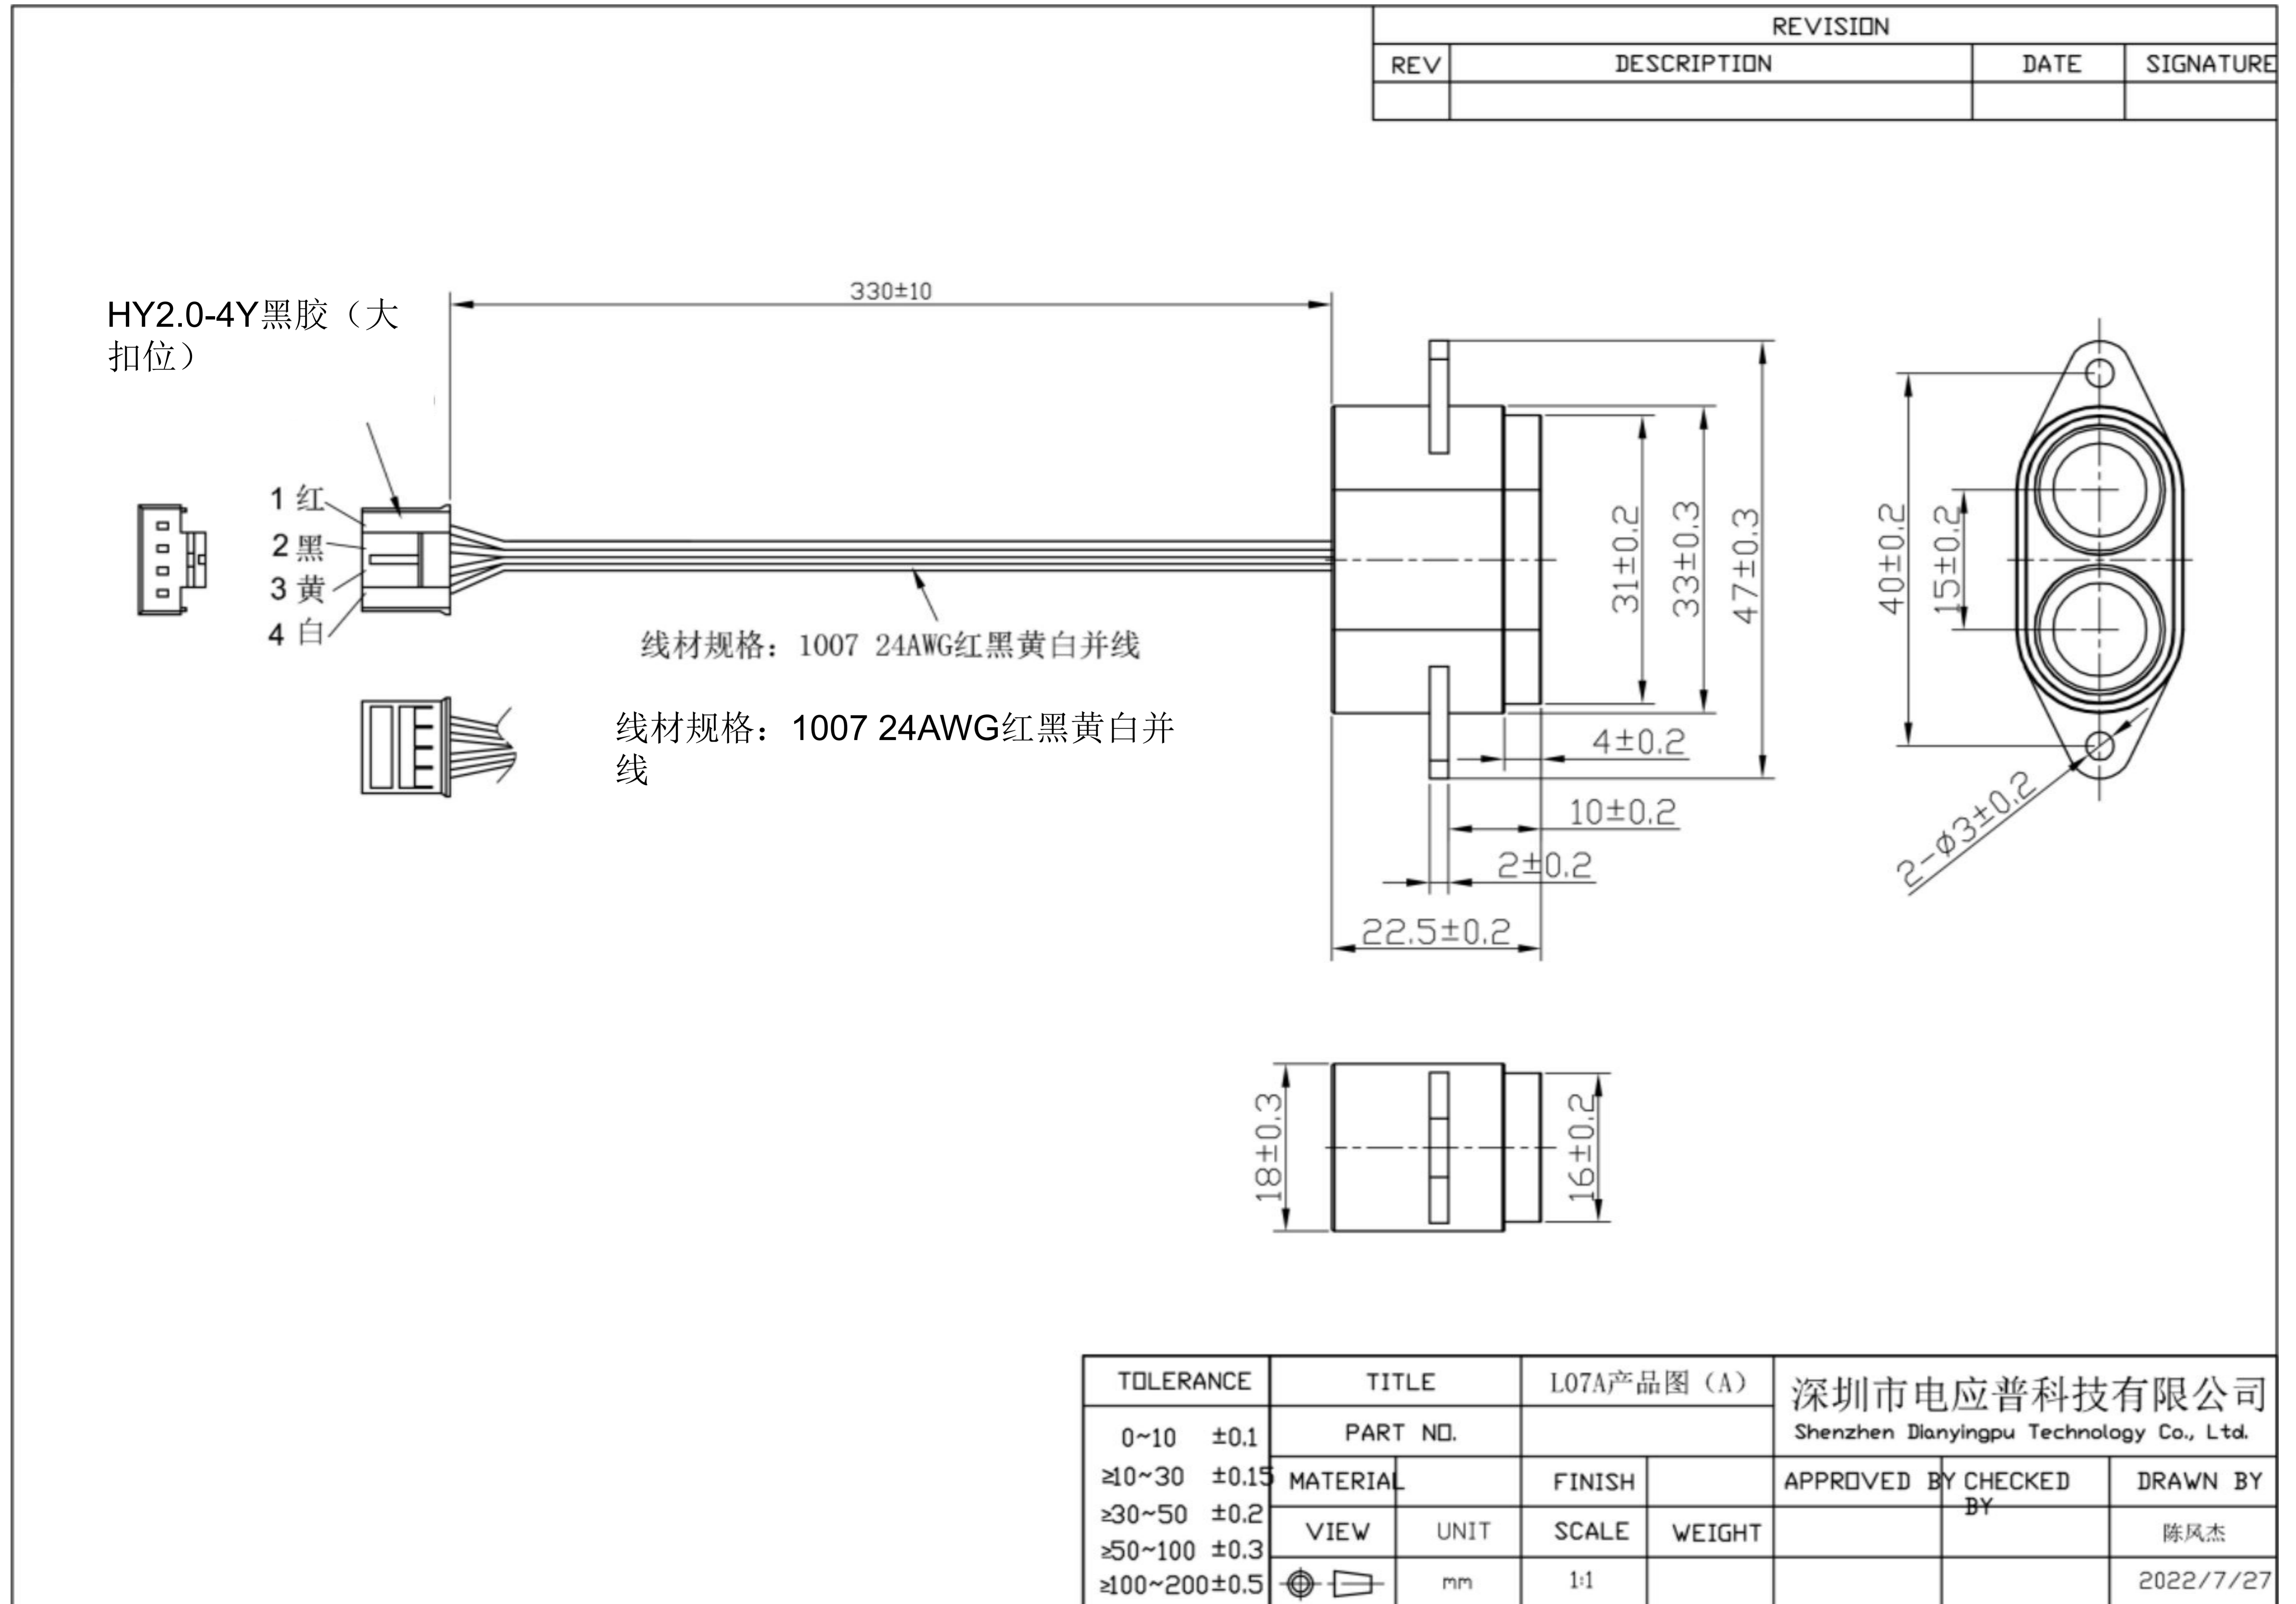 REVISION
REV DESCRIPTION DATE SIGNATURE
330±10
HY2.0-4Y黑胶（大
扣位）
1 红
2 黑
3 黄
4 白
线材规格：1007 24AWG红黑黄白并线
线材规格：1007 24AWG红黑黄白并
线
31±0.2
33±0.3
47±0.3
4±0.2
10±0.2
2±0.2
22.5±0.2
40±0.2
15±0.2
2-ø3±0.2
18±0.3
16±0.2
TOLERANCE
0~10 ±0.1
≥10~30 ±0.15
≥30~50 ±0.2
≥50~100 ±0.3
≥100~200±0.5
TITLE L07A产品图（A）
PART NO.
MATERIAL FINISH
VIEW UNIT SCALE WEIGHT
mm 1:1
深圳市电应普科技有限公司
Shenzhen Dianyingpu Technology Co., Ltd.
APPROVED BY CHECKED BY DRAWN BY
陈凤杰
2022/7/27